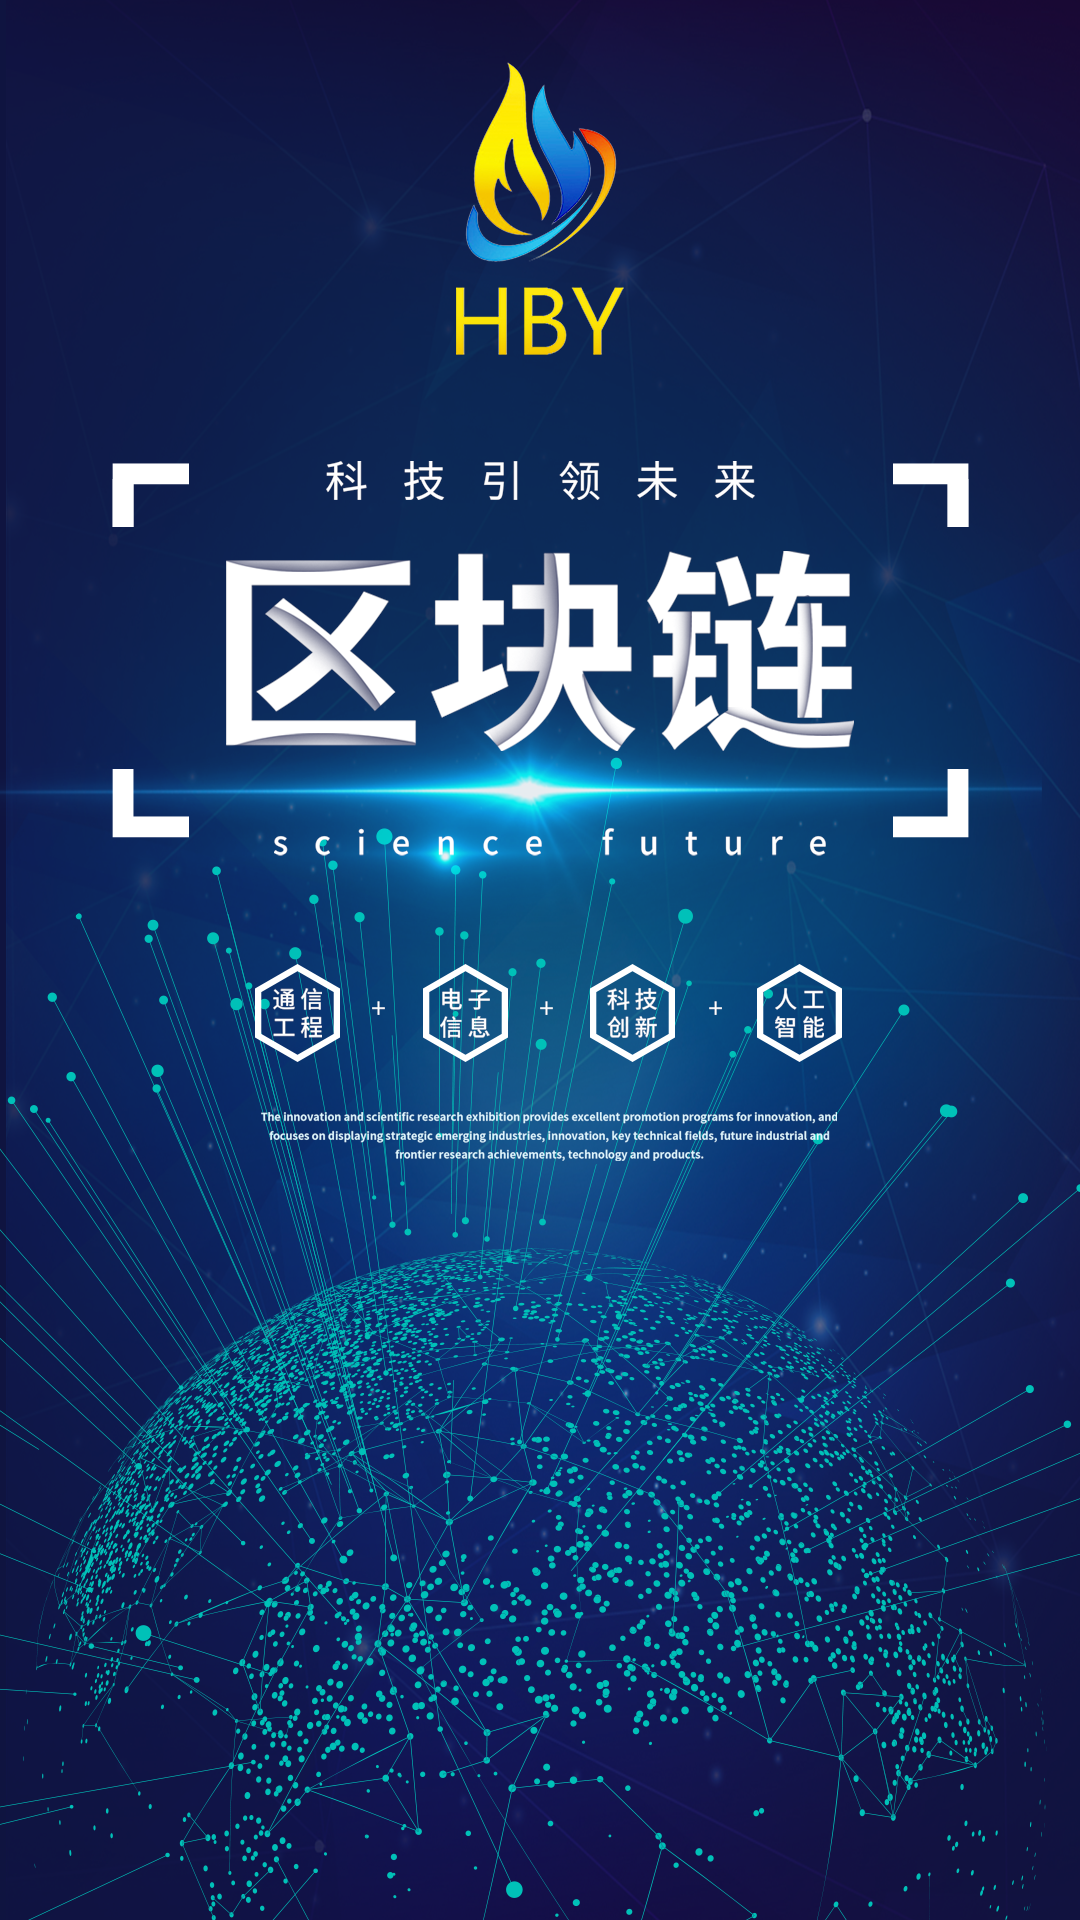 HBY
科技引领未来
区块链
science future
通信
工程
+
电子
信息
+
科技
创新
+
人工
智能
The innovation and scientific research exhibition provides excellent promotion programs for innovation, and
focuses on displaying strategic emerging industries, innovation, key technical fields, future industrial and
frontier research achievements, technology and products.